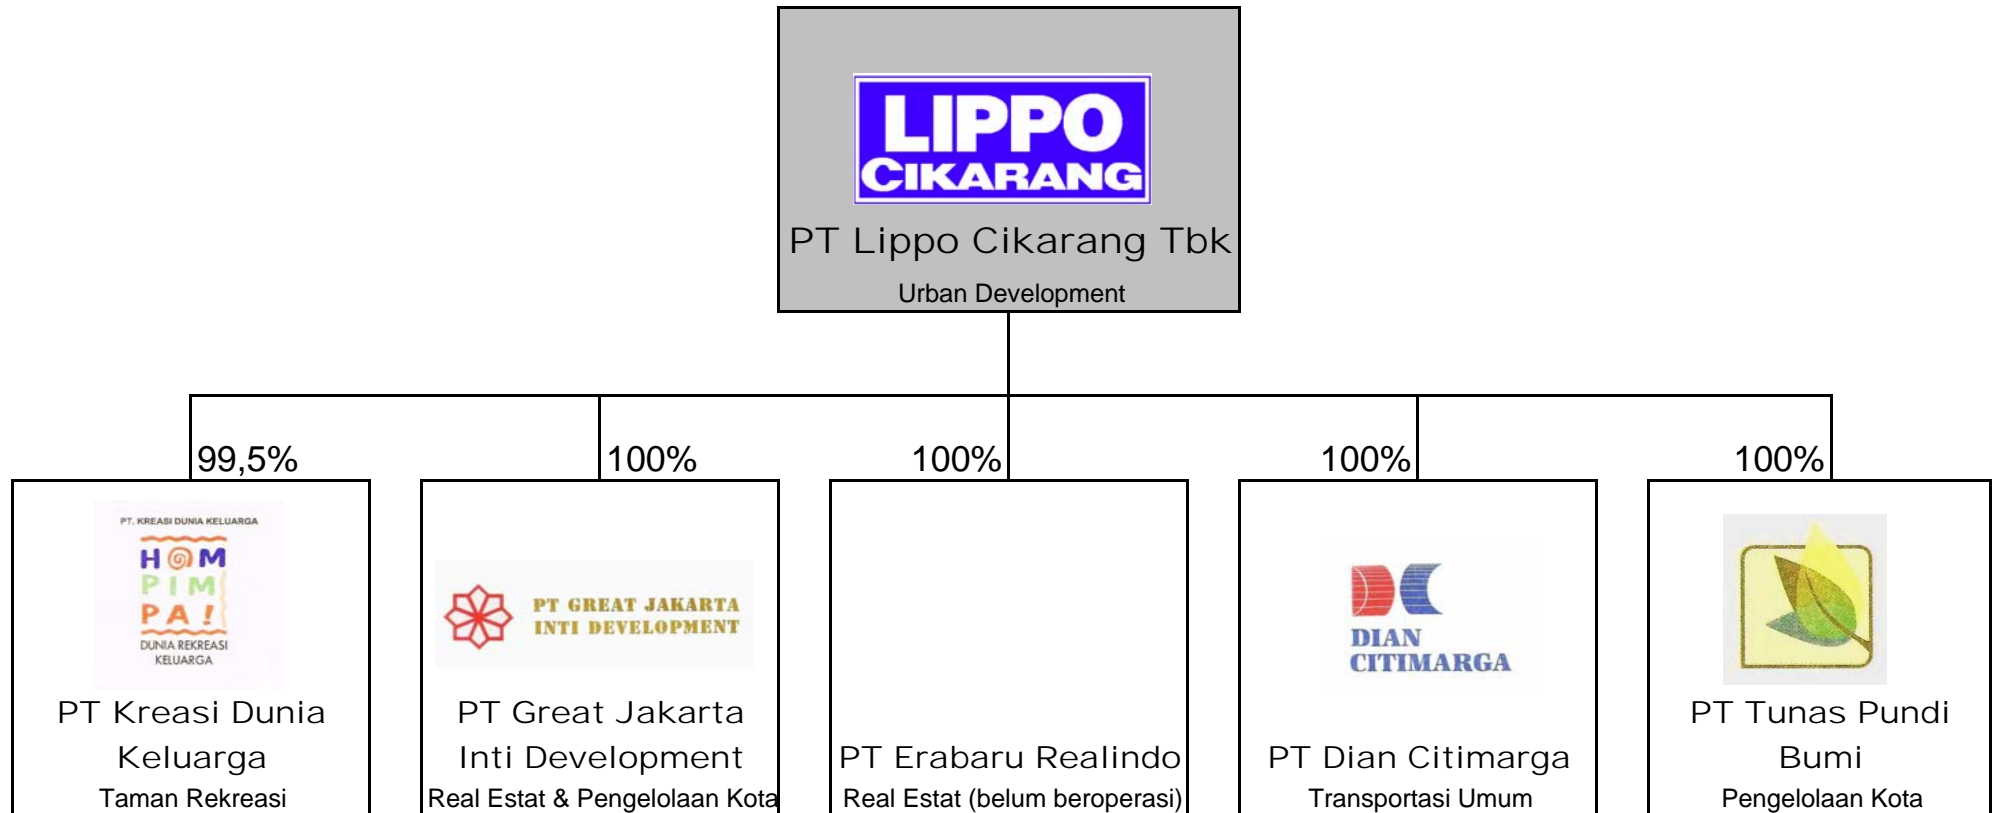 LIPPO
CIKARANG
PT Lippo Cikarang Tbk
Urban Development
99,5%
100%
100%
100%
100%
PT. KREASI DUNIA KELUARGA
HOM
PIM
PA!
DUNIA REKREASI
KELUARGA
PT Kreasi Dunia
Keluarga
Taman Rekreasi
PT GREAT JAKARTA
INTI DEVELOPMENT
PT Great Jakarta
Inti Development
Real Estat & Pengelolaan Kota
PT Erabaru Realindo
Real Estat (belum beroperasi)
DC
DIAN
CITIMARGA
PT Dian Citimarga
Transportasi Umum
PT Tunas Pundi
Bumi
Pengelolaan Kota